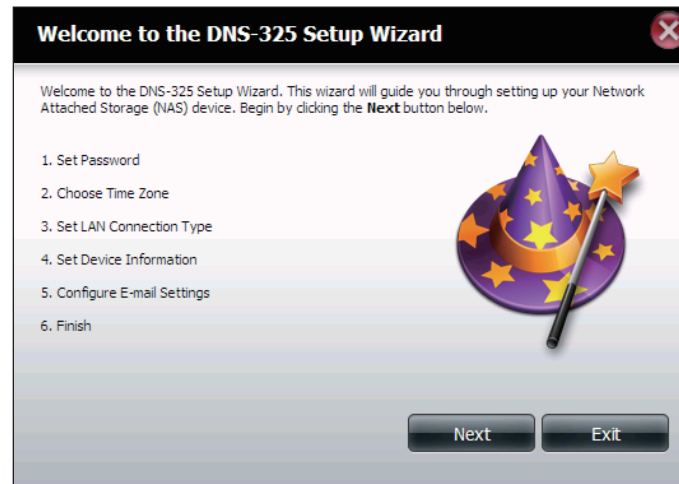 Welcome to the DNS-325 Setup Wizard
Welcome to the DNS-325 Setup Wizard. This wizard will guide you through setting up your Network
Attached Storage (NAS) device. Begin by clicking the Next button below.
1. Set Password
2. Choose Time Zone
3. Set LAN Connection Type
4. Set Device Information
5. Configure E-mail Settings
6. Finish
Next
Exit